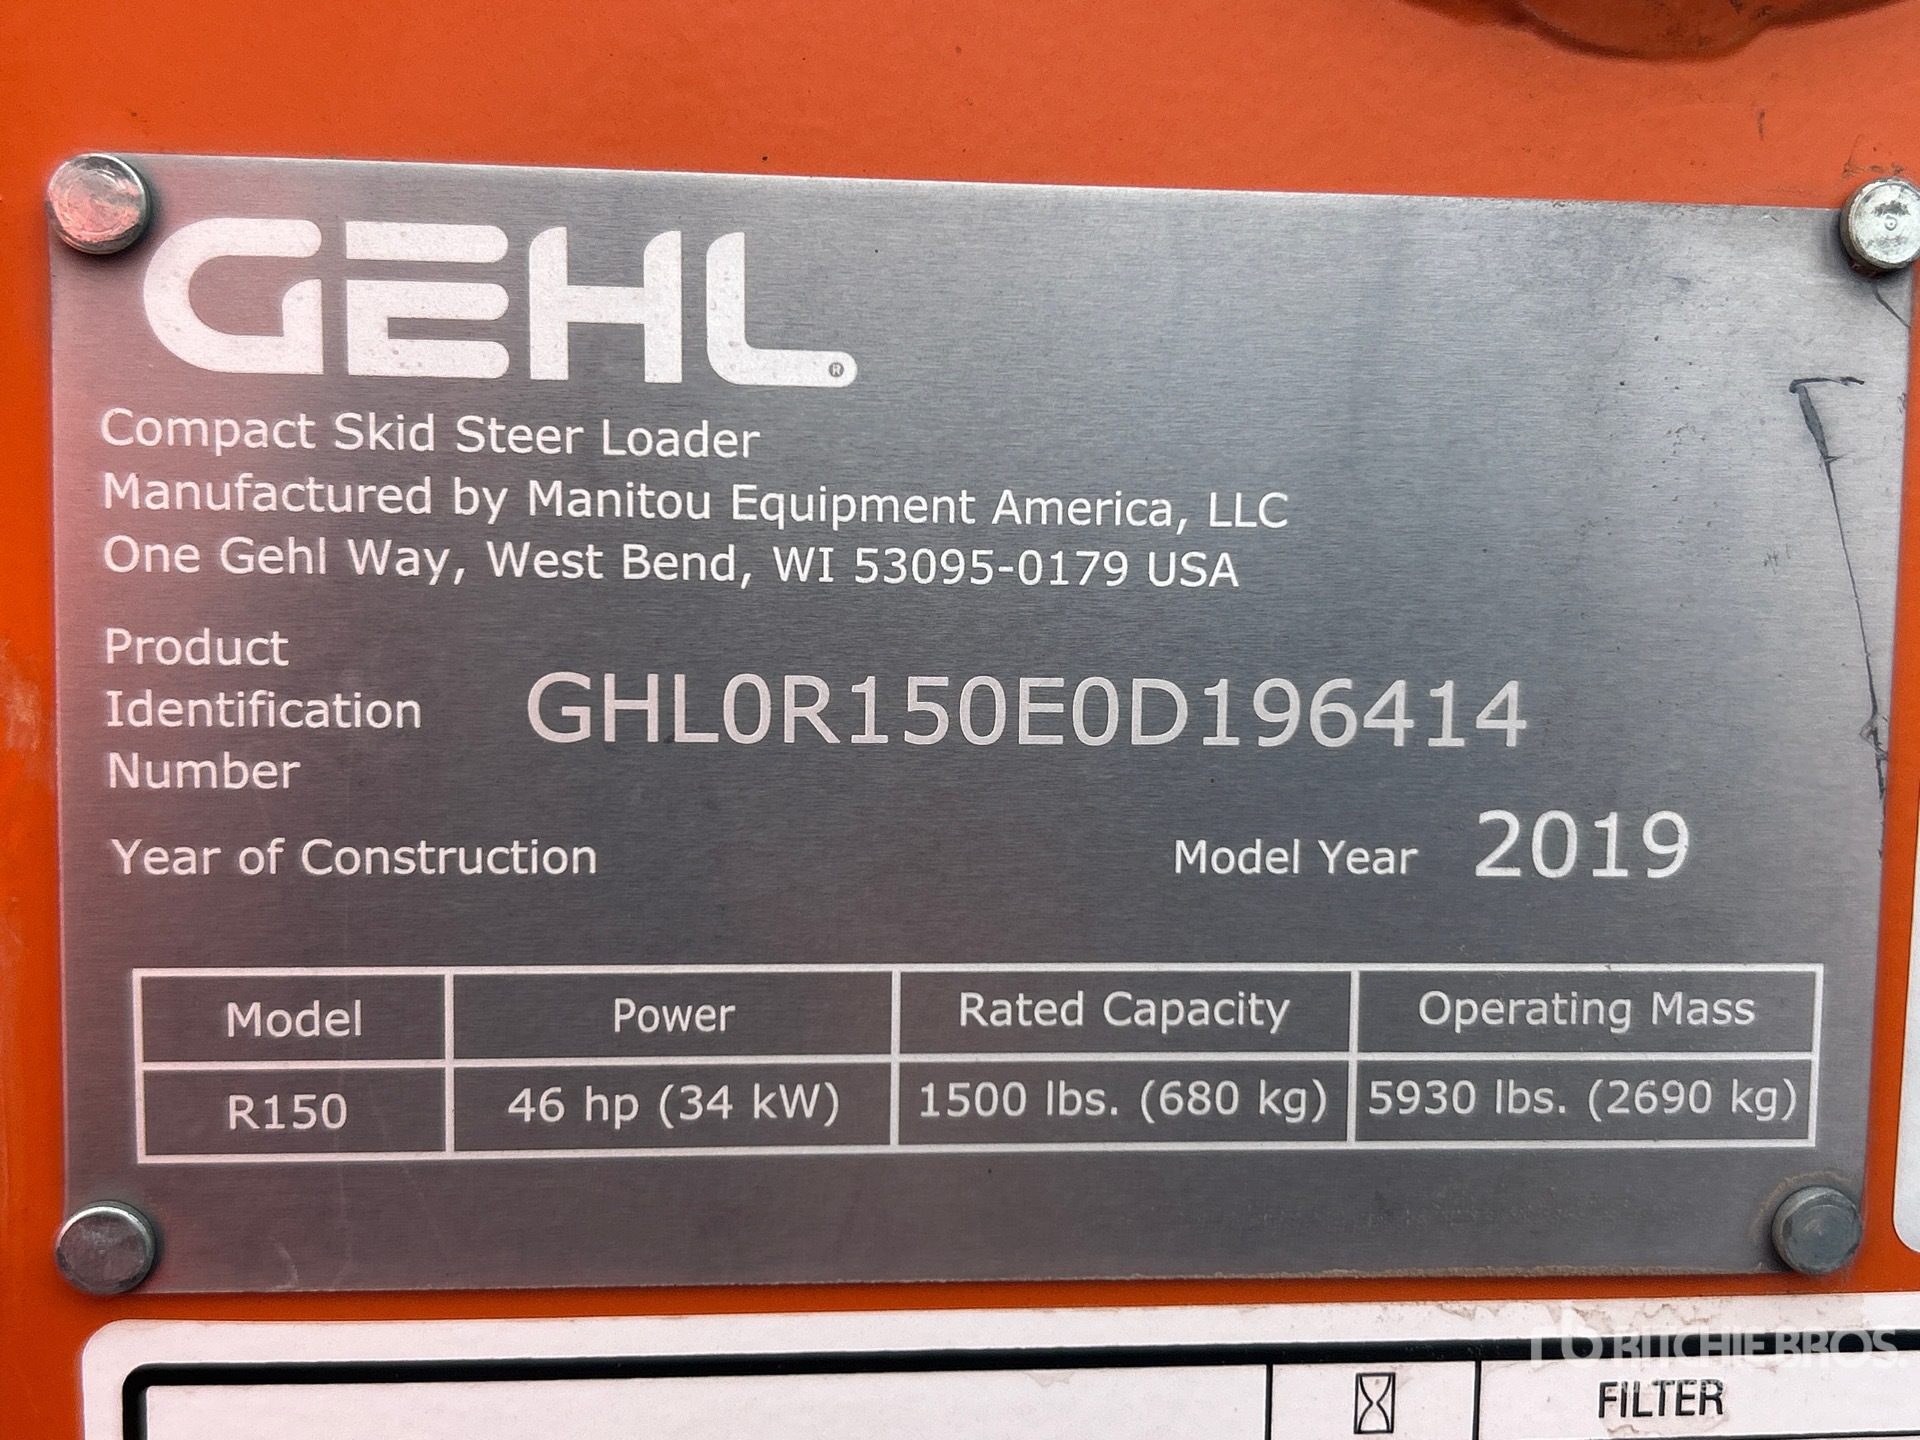 GEHL®
Compact Skid Steer Loader
Manufactured by Manitou Equipment America, LLC
One Gehl Way, West Bend, WI 53095-0179 USA
Product
Identification
Number
GHL0R150E0D196414
Year of Construction
Model Year 2019
Model Power Rated Capacity Operating Mass
R150 46 hp (34 kW) 1500 lbs. (680 kg) 5930 lbs. (2690 kg)
RITCHIE BROS.
FILTER